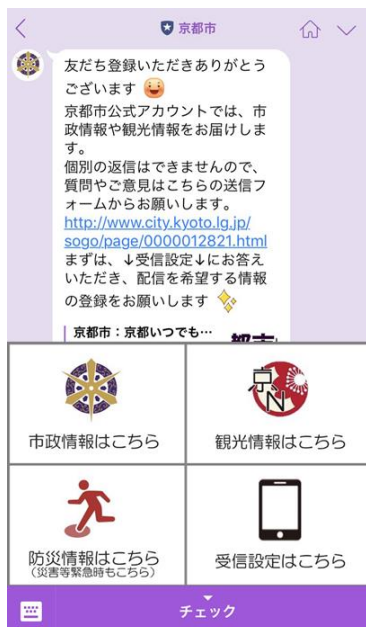 京都市
友だち登録いただきありがとう
ございます
京都市公式アカウントでは、市
政情報や観光情報をお届けしま
す。
個別の返信はできませんので、
質問やご意見はこちらの送信フ
ォームからお願いします。
http://www.city.kyoto.lg.jp/
sogo/page/0000012821.html
まずは、↓受信設定↓にお答え
いただき、配信を希望する情報
の登録をお願いします
京都市：京都いつでも…
市政情報はこちら
京N
観光情報はこちら
防災情報はこちら
（災害等緊急時もこちら）
受信設定はこちら
チェック